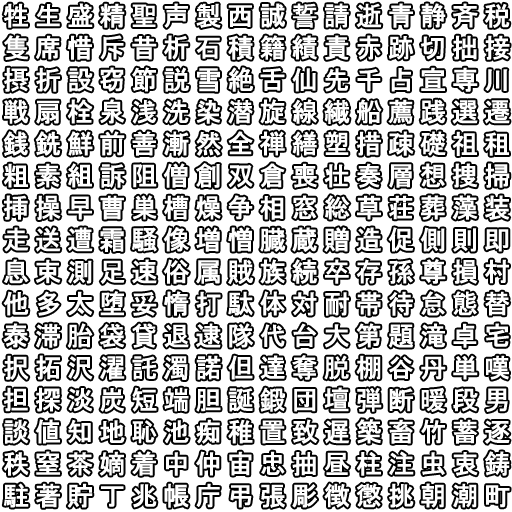 牲生盛精聖声製西誠誓請逝青静斉税
隻席惜斥昔析石積籍績責赤跡切拙接
摂折設窃節説雪絶舌仙先千占宣専川
戦扇栓泉浅洗染潜旋線繊船薦践選遷
銭銑鮮前善漸然全禅繕塑措疎礎祖租
粗素組訴阻僧創双倉喪壮奏層想捜掃
挿操早曹巣槽燥争相窓総草荘葬藻装
走送遭霜騒像増憎臓蔵贈造促側則即
息束測足速俗属賊族続卒存孫尊損村
他多太堕妥惰打駄体対耐帯待怠態替
泰滞胎袋貸退逮隊代台大第題滝卓宅
択拓沢濯託濁諾但達奪脱棚谷丹単嘆
担探淡炭短端胆誕鍛団壇弾断暖段男
談値知地恥池痴稚置致遅築畜竹蓄逐
秩窒茶嫡着中仲宙忠抽昼柱注虫衷鋳
駐著貯丁兆帳庁弔張彫徴懲挑朝潮町